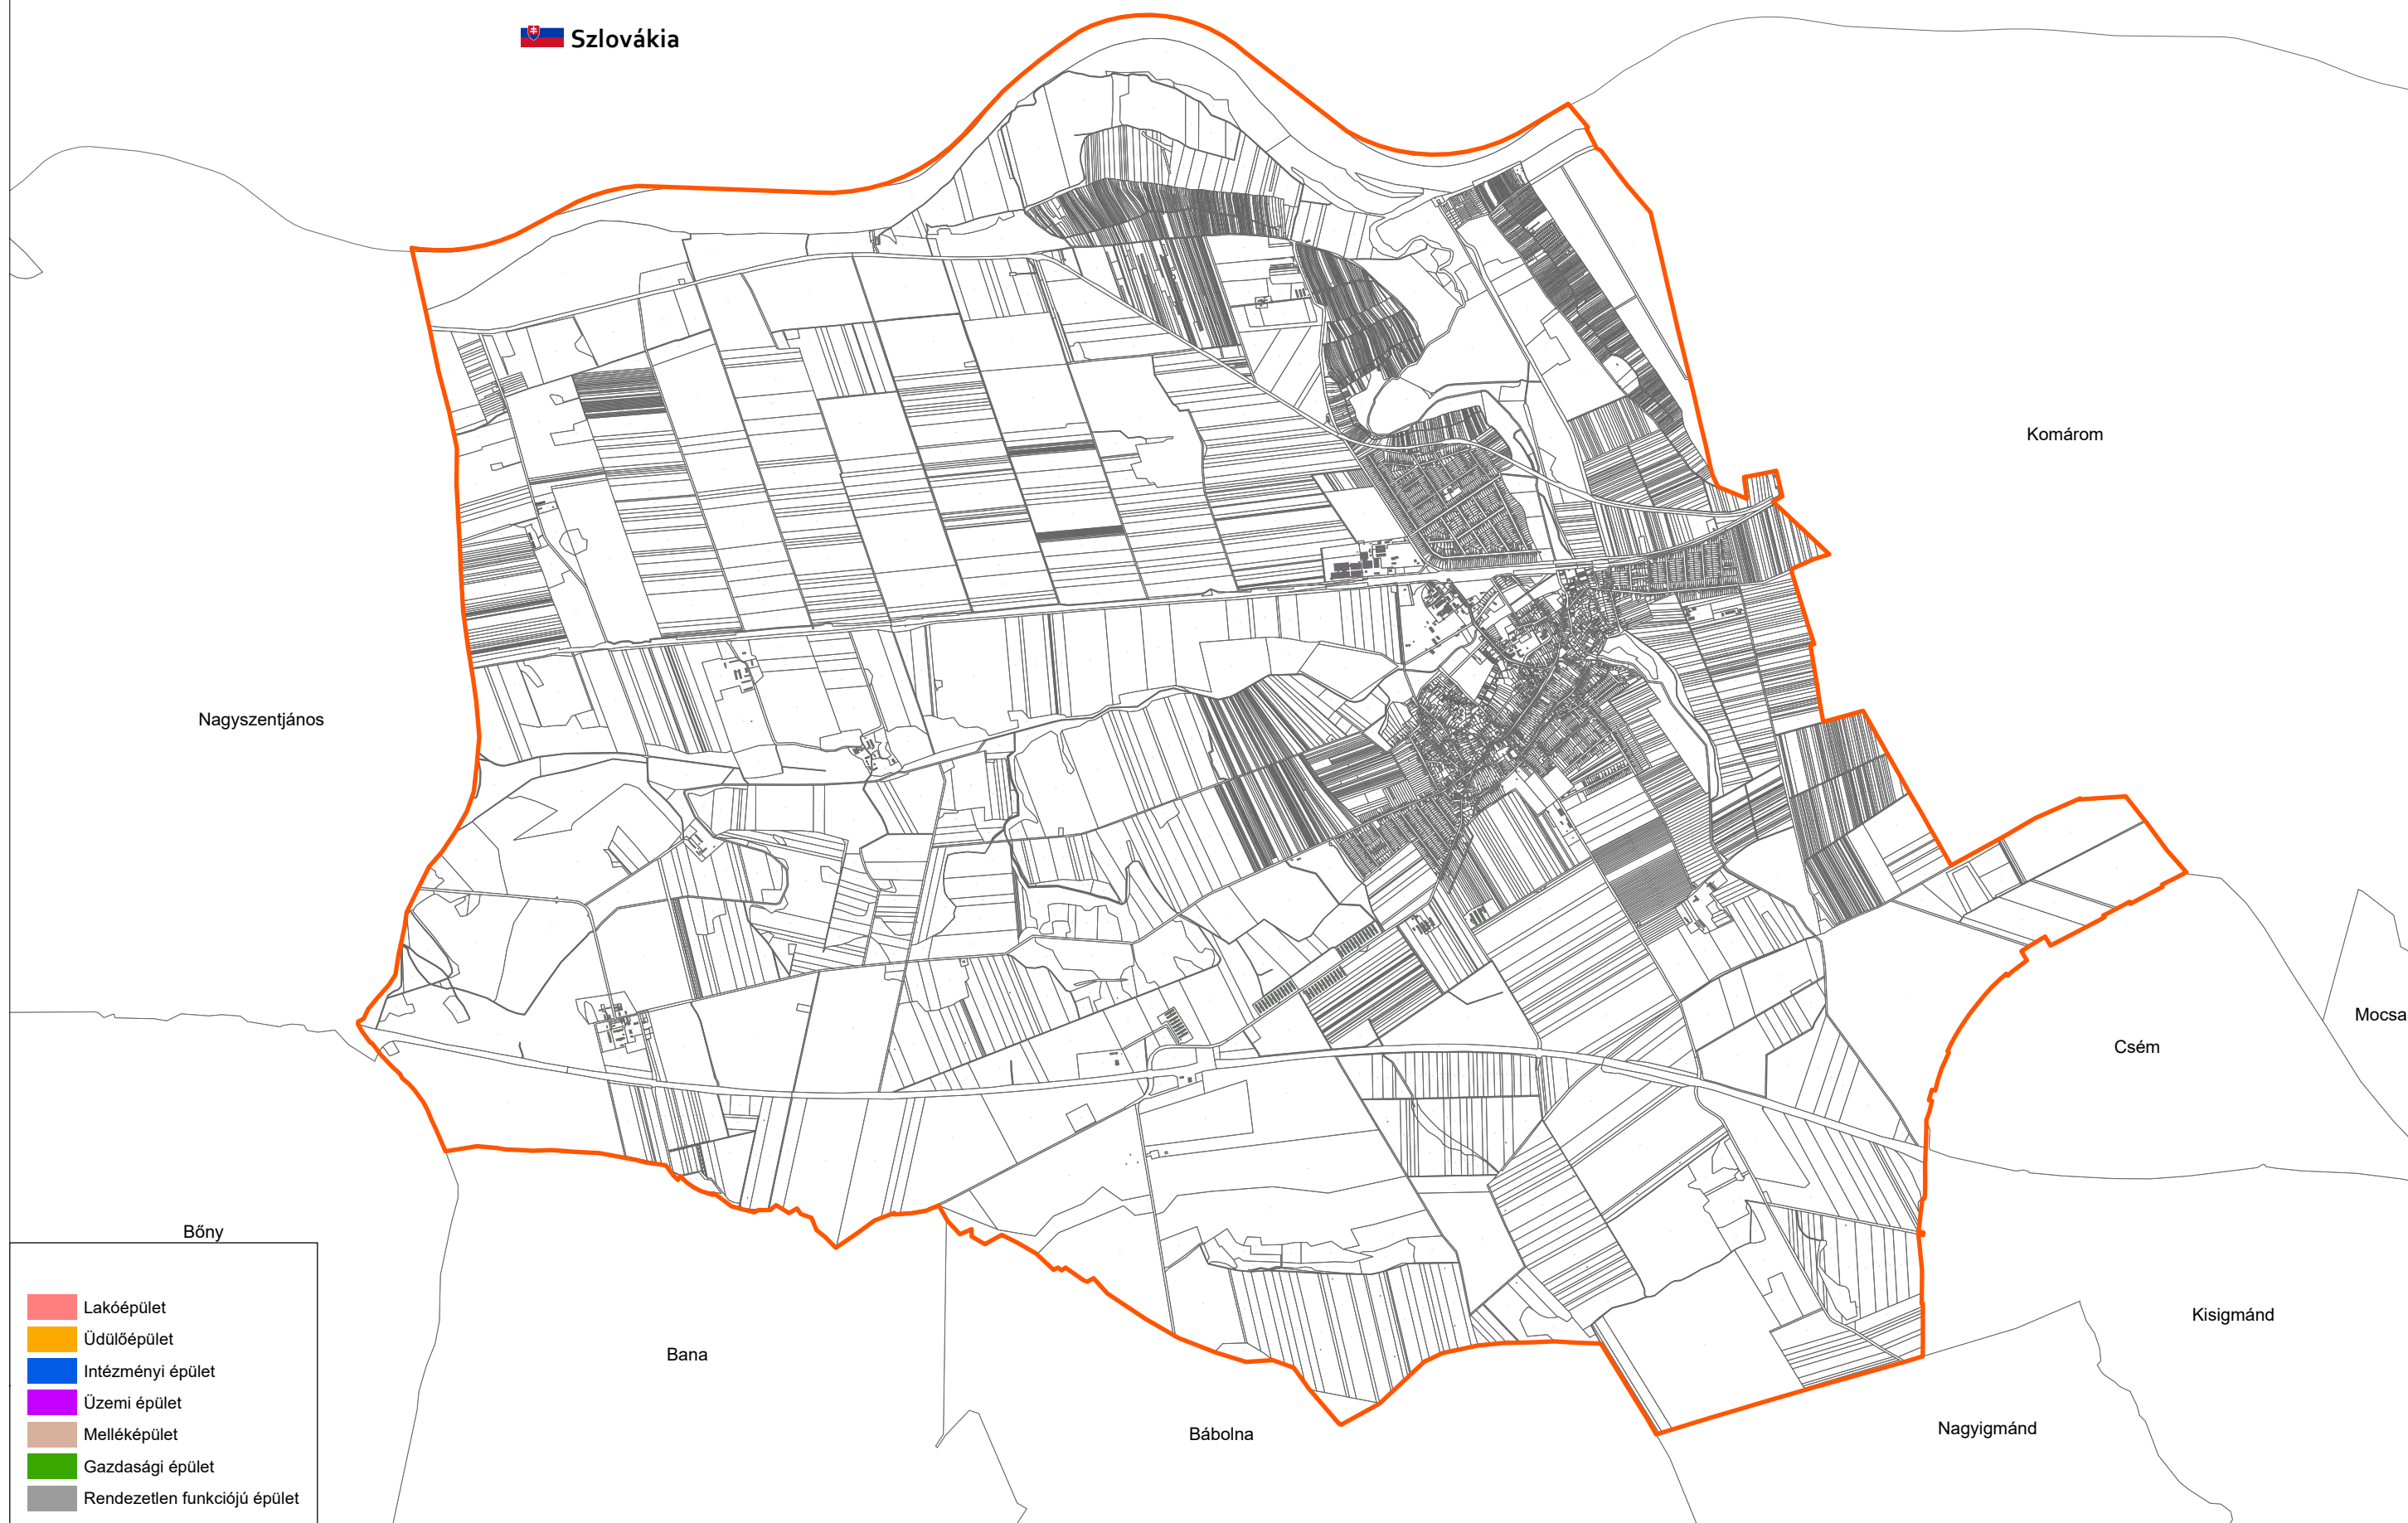 Szlovákia
Komárom
Nagyszentjános
Mocsa
Csém
Bőny
Kisigmánd
Bana
Nagyigmánd
Bábolna
Lakóépület
Üdülőépület
Intézményi épület
Üzemi épület
Melléképület
Gazdasági épület
Rendezetlen funkciójú épület